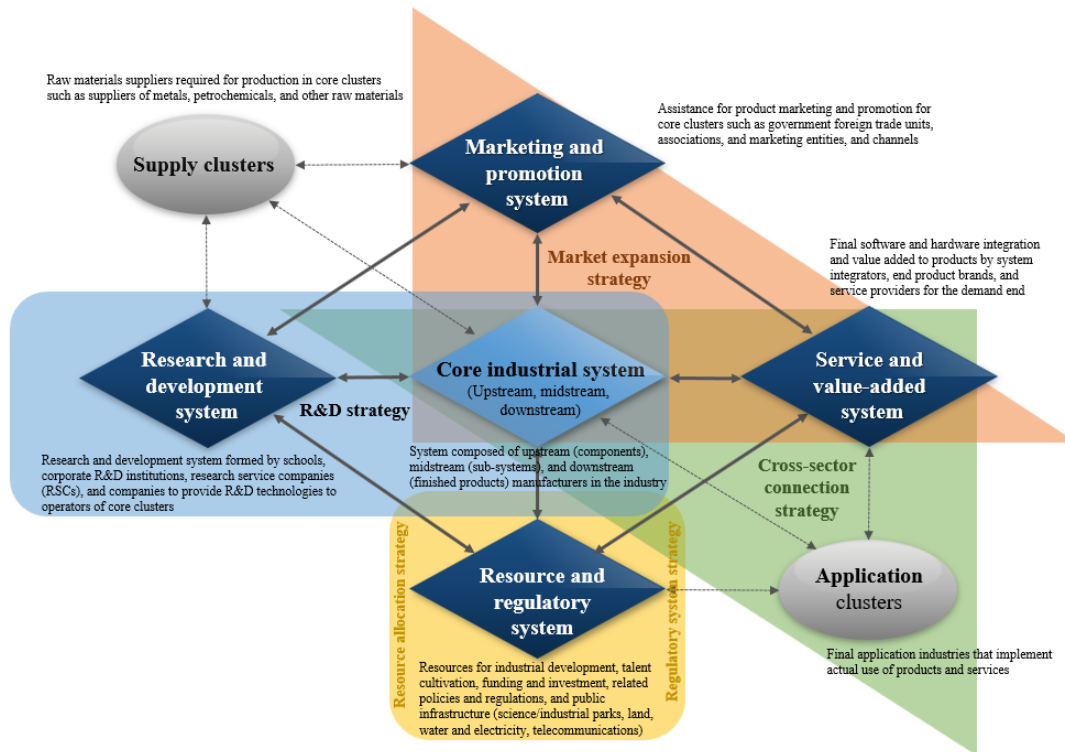 Raw materials suppliers required for production in core clusters
such as suppliers of metals, petrochemicals, and other raw materials
Supply clusters
Marketing and
promotion
system
Assistance for product marketing and promotion for
core clusters such as government foreign trade units,
associations, and marketing entities, and channels
Market expansion
strategy
Final software and hardware integration
and value added to products by system
integrators, end product brands, and
service providers for the demand end
Research and
development
system
R&D strategy
Core industrial system
(Upstream, midstream,
downstream)
Service and
value-added
system
Research and development system formed by schools,
corporate R&D institutions, research service companies
(RSCs), and companies to provide R&D technologies to
operators of core clusters
System composed of upstream (components),
midstream (sub-systems), and downstream
(finished products) manufacturers in the industry
Cross-sector
connection
strategy
Resource allocation strategy
Resource and
regulatory
system
Regulatory system strategy
Application
clusters
Final application industries that implement
actual use of products and services
Resources for industrial development, talent
cultivation, funding and investment, related
policies and regulations, and public
infrastructure (science/industrial parks, land,
water and electricity, telecommunications)